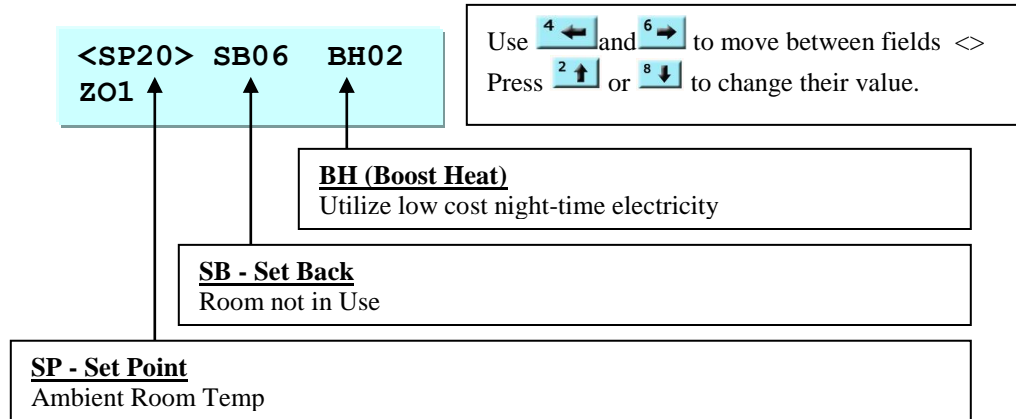 <SP20> SB06 BH02
ZO1
Use 4 ← and 6 → to move between fields <>
Press 2 ↑ or 8 ↓ to change their value.
BH (Boost Heat)
Utilize low cost night-time electricity
SB - Set Back
Room not in Use
SP - Set Point
Ambient Room Temp